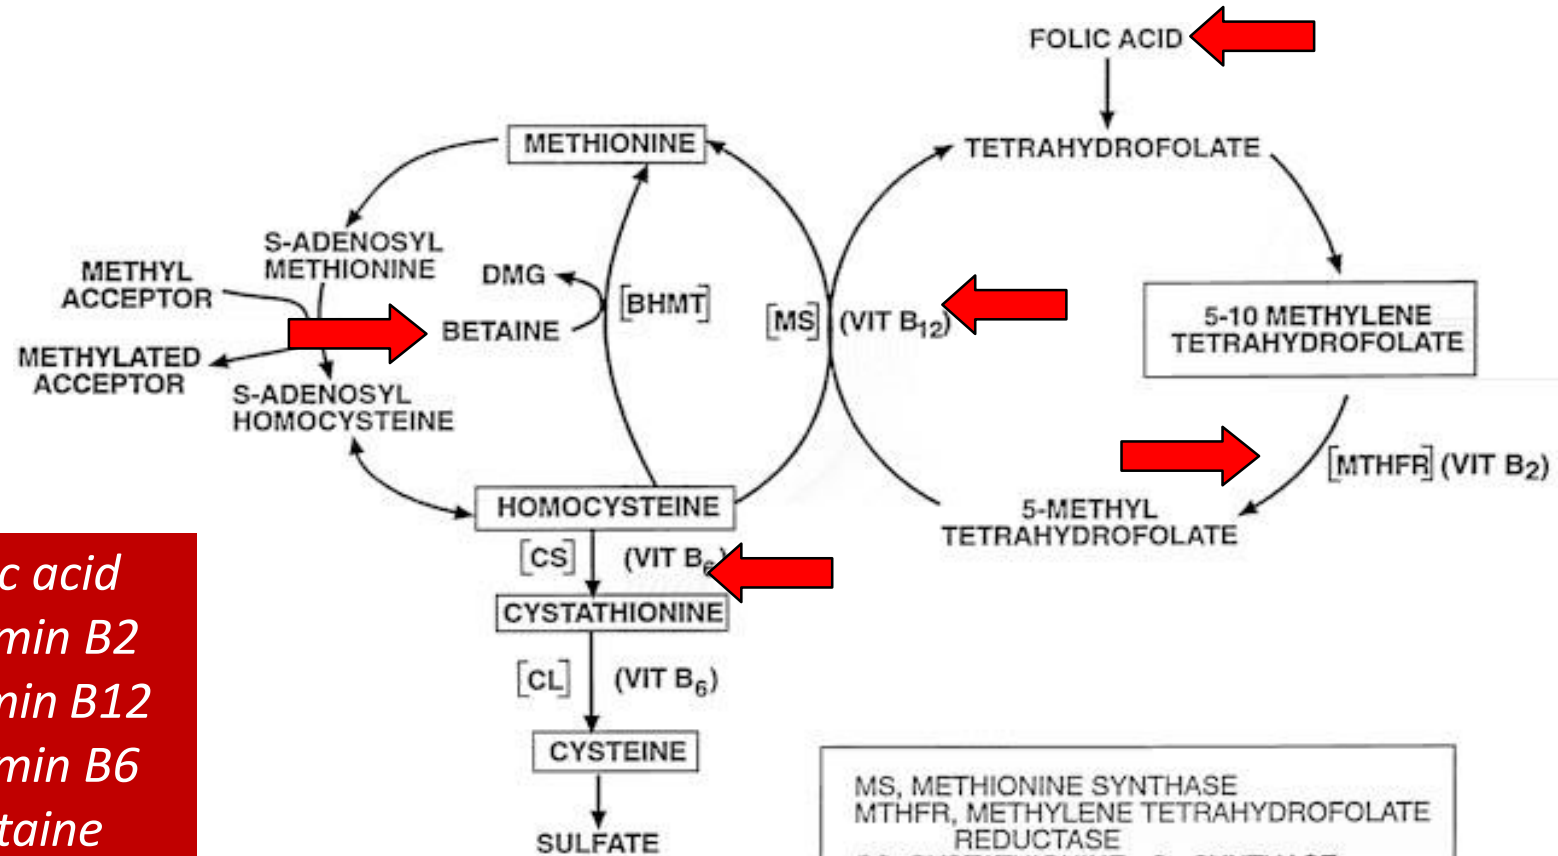 FOLIC ACID
METHIONINE
TETRAHYDROFOLATE
S-ADENOSYL
METHIONINE
METHYL
ACCEPTOR
DMG
[BHMT]
BETAINE
[MS] (VIT B12)
5-10 METHYLENE
TETRAHYDROFOLATE
METHYLATED
ACCEPTOR
S-ADENOSYL
HOMOCYSTEINE
[MTHFR] (VIT B2)
HOMOCYSTEINE
5-METHYL
TETRAHYDROFOLATE
[CS] (VIT B6)
CYSTATHIONINE
[CL] (VIT B6)
CYSTEINE
SULFATE
c acid
min B2
min B12
min B6
taine
MS, METHIONINE SYNTHASE
MTHFR, METHYLENE TETRAHYDROFOLATE
REDUCTASE